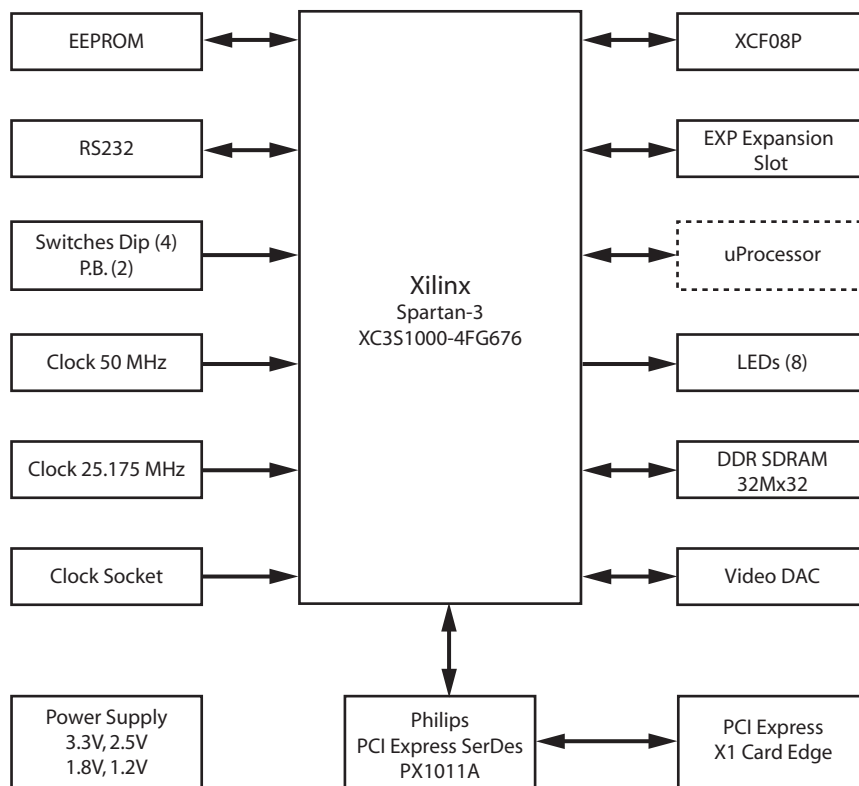 EEPROM
XCF08P
RS232
EXP Expansion
Slot
Switches Dip (4)
P.B. (2)
uProcessor
Xilinx
Spartan-3
XC3S1000-4FG676
Clock 50 MHz
LEDs (8)
Clock 25.175 MHz
DDR SDRAM
32Mx32
Clock Socket
Video DAC
Power Supply
3.3V, 2.5V
1.8V, 1.2V
Philips
PCI Express SerDes
PX1011A
PCI Express
X1 Card Edge